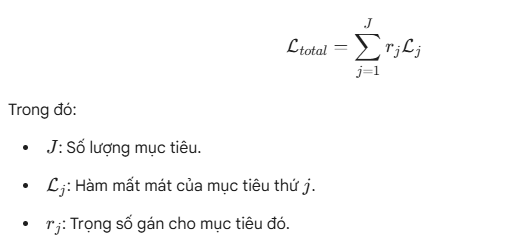 $\mathcal{L}_{total} = \sum_{j=1}^{J} r_j \mathcal{L}_j$
Trong đó:
• $J$: Số lượng mục tiêu.
• $\mathcal{L}_j$: Hàm mất mát của mục tiêu thứ $j$.
• $r_j$: Trọng số gán cho mục tiêu đó.